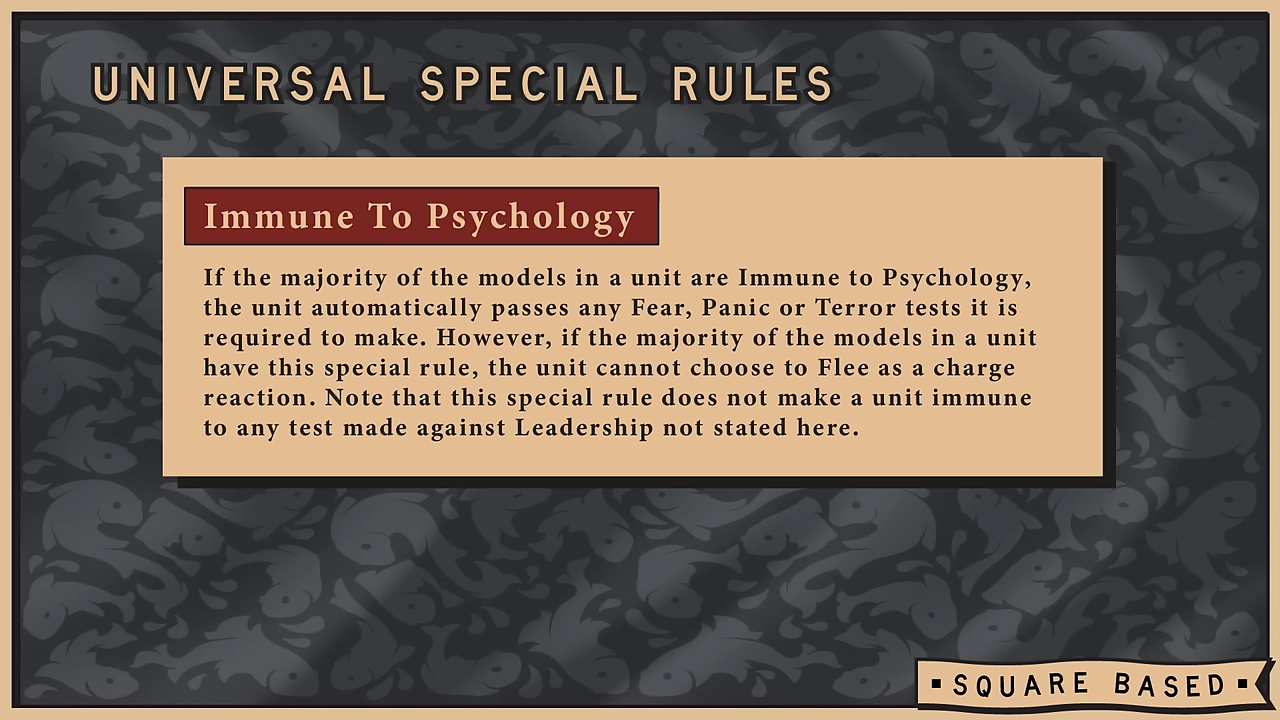 UNIVERSAL SPECIAL RULES
Immune To Psychology
If the majority of the models in a unit are Immune to Psychology,
the unit automatically passes any Fear, Panic or Terror tests it is
required to make. However, if the majority of the models in a unit
have this special rule, the unit cannot choose to Flee as a charge
reaction. Note that this special rule does not make a unit immune
to any test made against Leadership not stated here.
SQUARE BASED